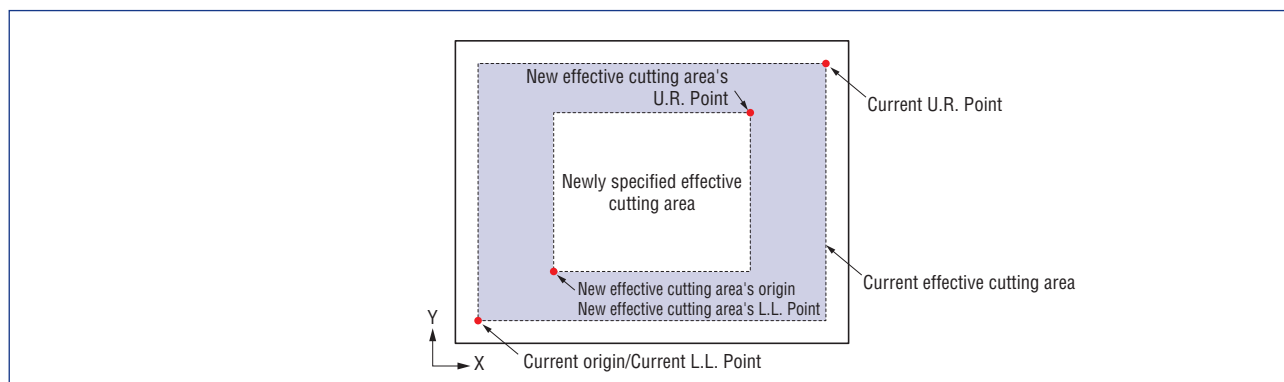 New effective cutting area's
U.R. Point
Current U.R. Point
Newly specified effective
cutting area
Current effective cutting area
New effective cutting area's origin
New effective cutting area's L.L. Point
Y
X
Current origin/Current L.L. Point